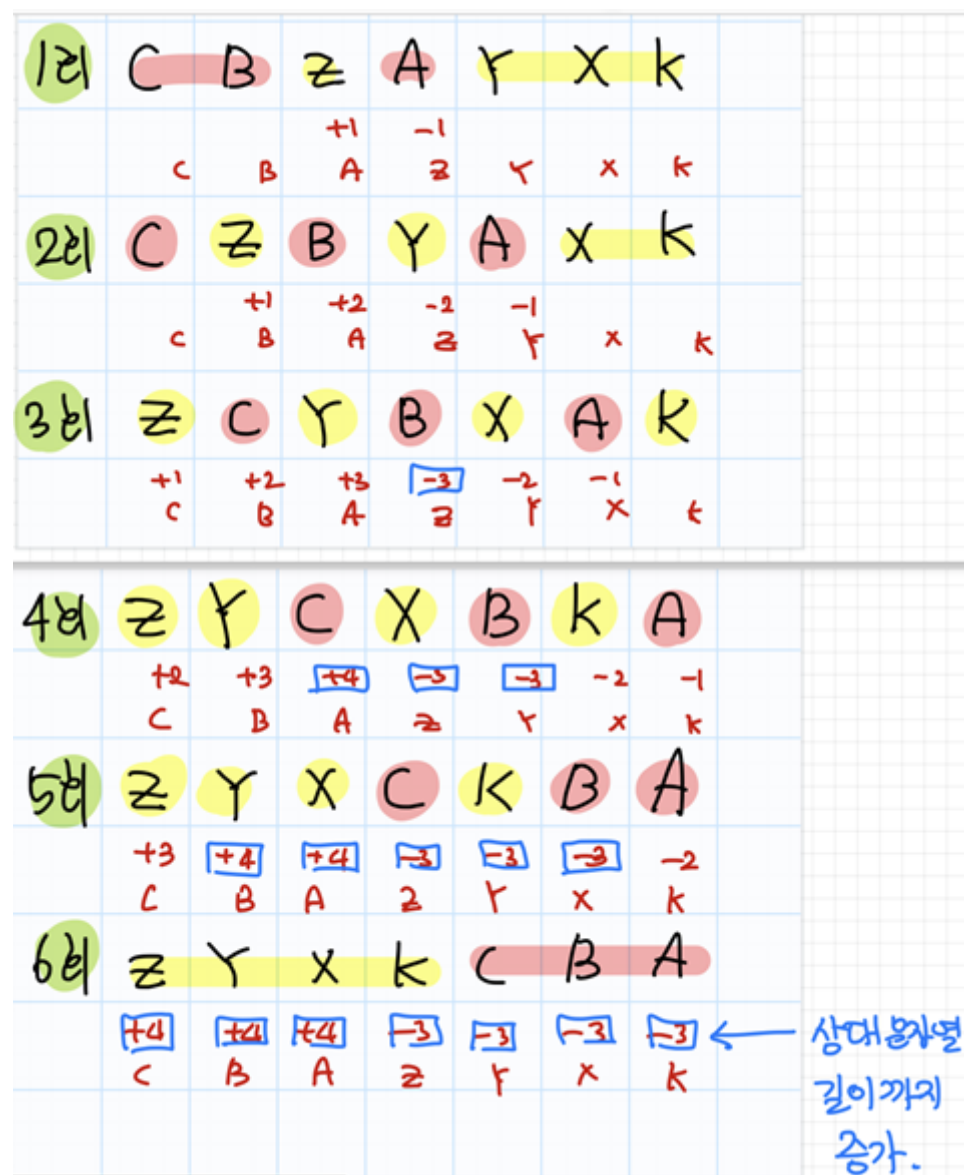 1회 C B Z A Y X K
+1 -1
C B A Z Y X K
2회 C Z B Y A X K
+1 +2 -2 -1
C B A Z Y X K
3회 Z C Y B X A K
+1 +2 +3 -3 -2 -1
C B A Z Y X K
4회 Z Y C X B K A
+2 +3 +4 -3 -3 -2 -1
C B A Z Y X K
5회 Z Y X C K B A
+3 +4 +4 -3 -3 -3 -2
C B A Z Y X K
6회 Z Y X K C B A
+4 +4 +4 -3 -3 -3 -3 ← 상대 문자열
C B A Z Y X K
길이까지
증가.